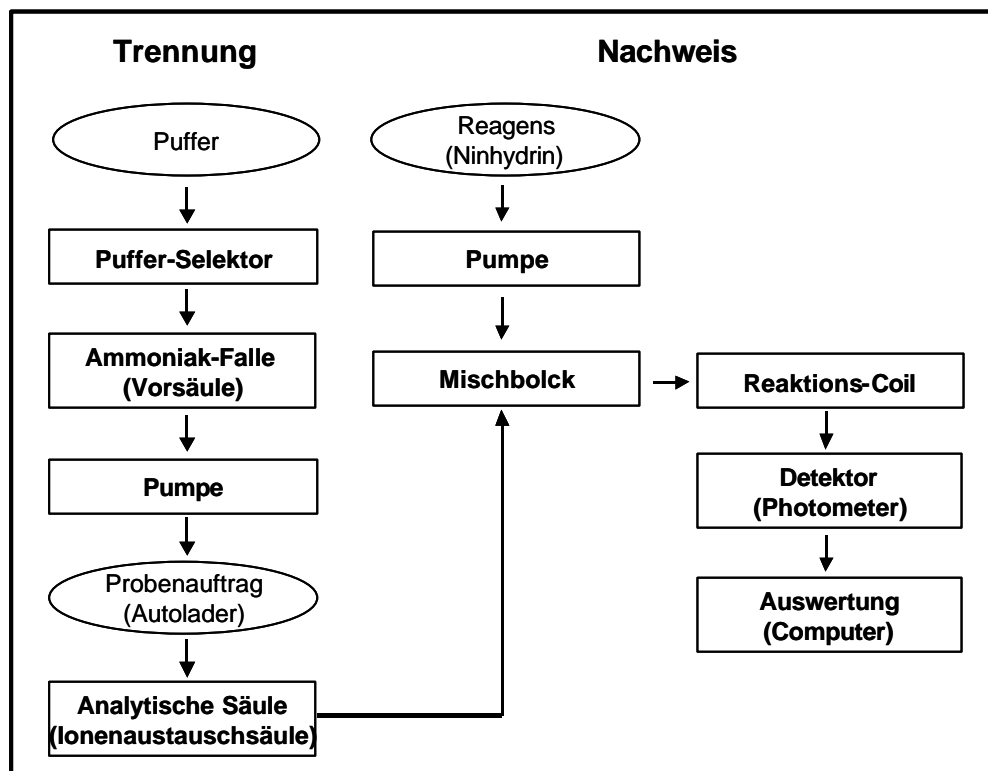 Trennung
Puffer
Puffer-Selektor
Ammoniak-Falle
(Vorsäule)
Pumpe
Probenauftrag
(Autolader)
Analytische Säule
(Ionenaustauschsäule)
Nachweis
Reagens
(Ninhydrin)
Pumpe
Mischbolck
Reaktions-Coil
Detektor
(Photometer)
Auswertung
(Computer)